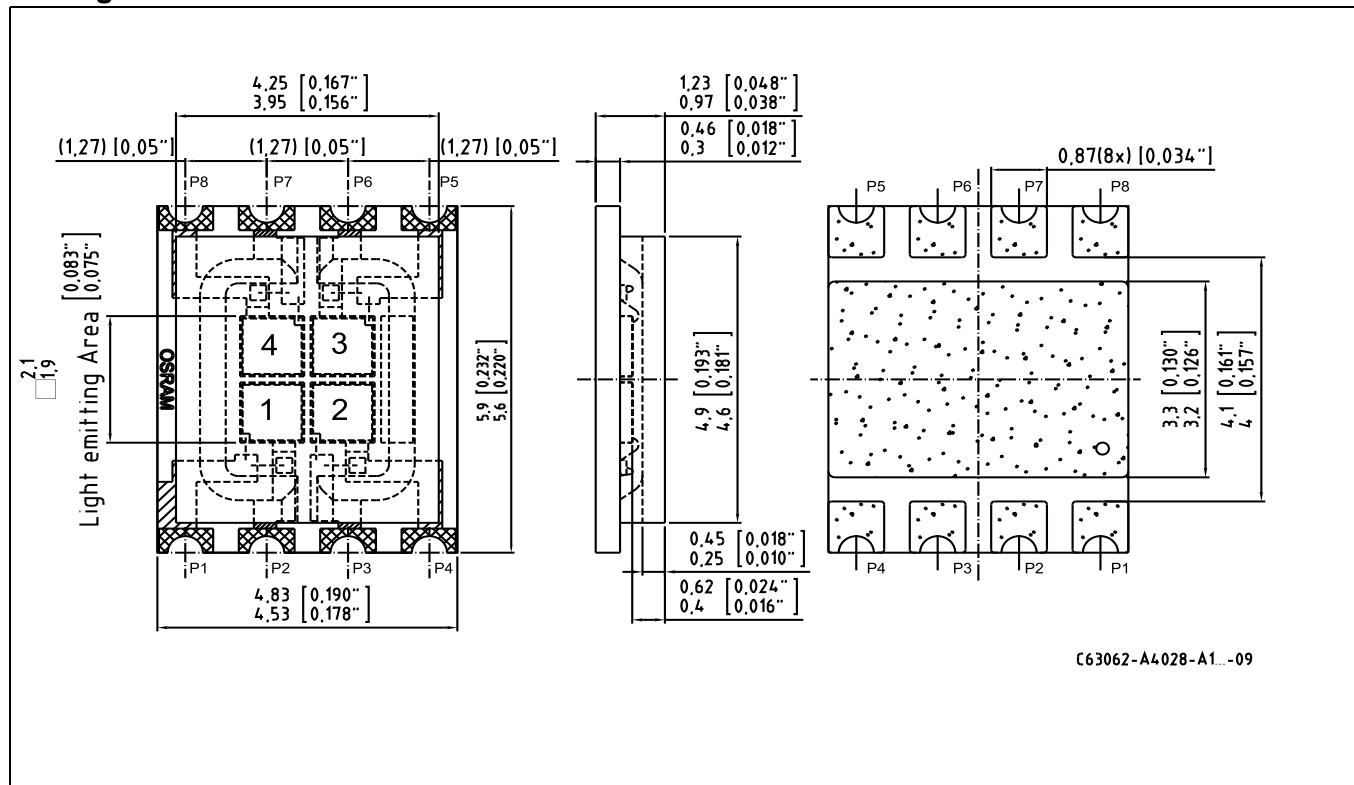 4,25 [0,167"]
3,95 [0,156"]
(1,27) [0,05"]
(1,27) [0,05"]
(1,27) [0,05"]
P8
P7
P6
P5
Light emitting Area
2,1
□1,9
[0,083"]
[0,075"]
OSRAM
4
3
1
2
5,9 [0,232"]
5,6 [0,220"]
P1
P2
P3
P4
4,83 [0,190"]
4,53 [0,178"]
1,23 [0,048"]
0,97 [0,038"]
0,46 [0,018"]
0,3 [0,012"]
4,9 [0,193"]
4,6 [0,181"]
0,45 [0,018"]
0,25 [0,010"]
0,62 [0,024"]
0,4 [0,016"]
0,87(8x) [0,034"]
P5
P6
P7
P8
3,3 [0,130"]
3,2 [0,126"]
4,1 [0,161"]
4 [0,157"]
P4
P3
P2
P1
C63062-A4028-A1...-09